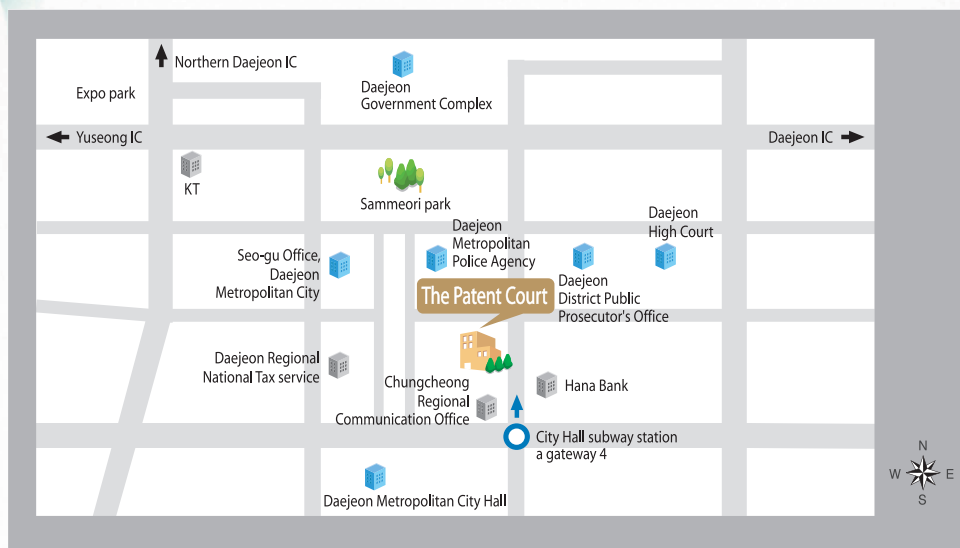 Northern Daejeon IC
Expo park
Daejeon
Government Complex
Yuseong IC
Daejeon IC
KT
Sammeori park
Daejeon
High Court
Daejeon
Metropolitan
Police Agency
Seo-gu Office,
Daejeon
Metropolitan City
Daejeon
District Public
Prosecutor's Office
The Patent Court
Daejeon Regional
National Tax service
Chungcheong
Regional
Communication Office
Hana Bank
City Hall subway station
a gateway 4
Daejeon Metropolitan City Hall
N
W
E
S